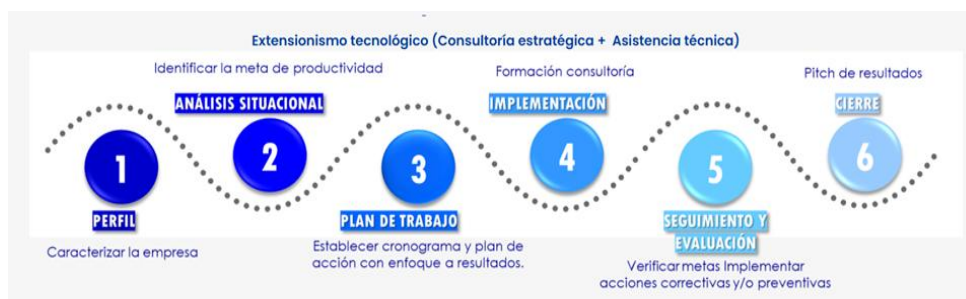 Extensionismo tecnológico (Consultoría estratégica + Asistencia técnica)
1
PERFIL
Caracterizar la empresa
Identificar la meta de productividad
ANÁLISIS SITUACIONAL
2
3
PLAN DE TRABAJO
Establecer cronograma y plan de
acción con enfoque a resultados.
Formación consultoría
IMPLEMENTACIÓN
4
5
SEGUIMIENTO Y
EVALUACIÓN
Verificar metas Implementar
acciones correctivas y/o preventivas
Pitch de resultados
CIERRE
6